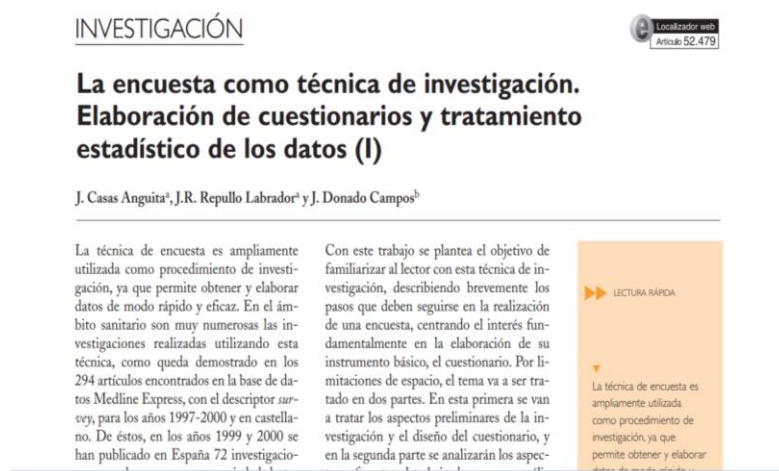 INVESTIGACIÓN
Localizador web
Artículo 52.479
La encuesta como técnica de investigación.
Elaboración de cuestionarios y tratamiento
estadístico de los datos (I)
J. Casas Anguitaª, J.R. Repullo Labradorª y J. Donado Camposᵇ
La técnica de encuesta es ampliamente
utilizada como procedimiento de investi-
gación, ya que permite obtener y elaborar
datos de modo rápido y eficaz. En el ám-
bito sanitario son muy numerosas las in-
vestigaciones realizadas utilizando esta
técnica, como queda demostrado en los
294 artículos encontrados en la base de da-
tos Medline Express, con el descriptor sur-
vey, para los años 1997-2000 y en castella-
no. De éstos, en los años 1999 y 2000 se
han publicado en España 72 investigacio-
Con este trabajo se plantea el objetivo de
familiarizar al lector con esta técnica de in-
vestigación, describiendo brevemente los
pasos que deben seguirse en la realización
de una encuesta, centrando el interés fun-
damentalmente en la elaboración de su
instrumento básico, el cuestionario. Por li-
mitaciones de espacio, el tema va a ser tra-
tado en dos partes. En esta primera se van
a tratar los aspectos preliminares de la in-
vestigación y el diseño del cuestionario, y
en la segunda parte se analizarán los aspec-
LECTURA RÁPIDA
La técnica de encuesta es
ampliamente utilizada
como procedimiento de
investigación, ya que
permite obtener y elaborar